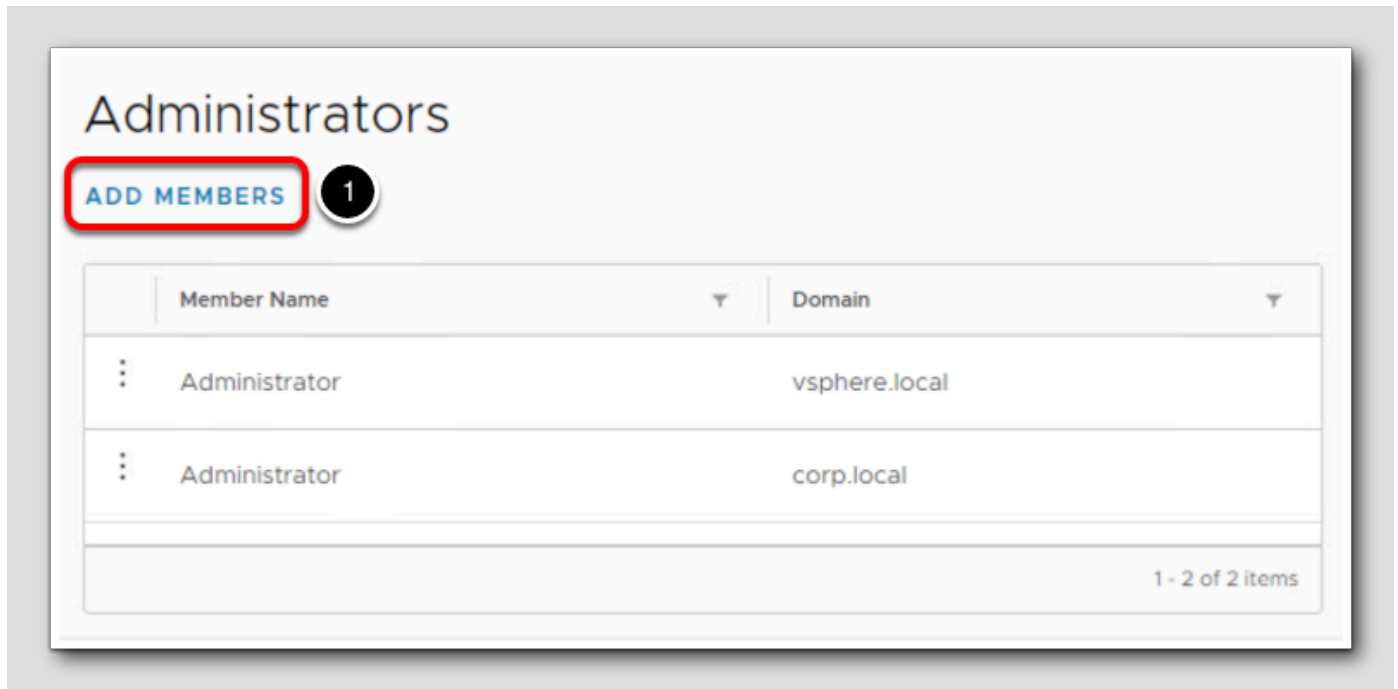 Administrators
ADD MEMBERS 1
Member Name Domain
Administrator vsphere.local
Administrator corp.local
1 - 2 of 2 items